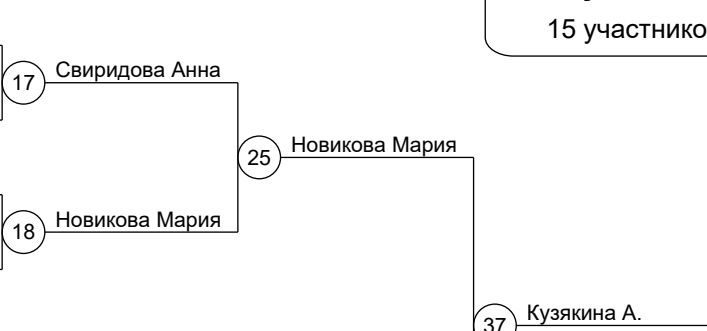 15 участнико
17 Свиридова Анна
25 Новикова Мария
18 Новикова Мария
37 Кузякина А.